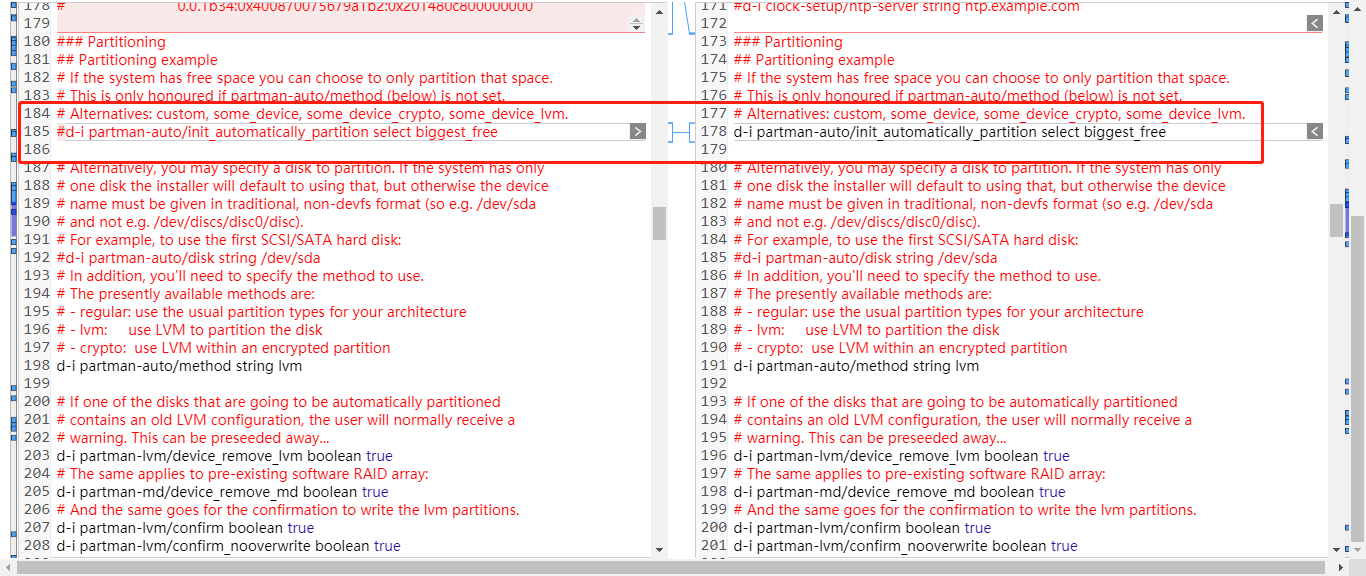 178 # 0.0.1b34:0x400870075679a1b2:0x201480c800000000
179
180 ### Partitioning
181 ## Partitioning example
182 # If the system has free space you can choose to only partition that space.
183 # This is only honoured if partman-auto/method (below) is not set.
184 # Alternatives: custom, some_device, some_device_crypto, some_device_lvm.
185 #d-i partman-auto/init_automatically_partition select biggest_free
186
187 # Alternatively, you may specify a disk to partition. If the system has only
188 # one disk the installer will default to using that, but otherwise the device
189 # name must be given in traditional, non-devfs format (so e.g. /dev/sda
190 # and not e.g. /dev/discs/disc0/disc).
191 # For example, to use the first SCSI/SATA hard disk:
192 #d-i partman-auto/disk string /dev/sda
193 # In addition, you'll need to specify the method to use.
194 # The presently available methods are:
195 # - regular: use the usual partition types for your architecture
196 # - lvm: use LVM to partition the disk
197 # - crypto: use LVM within an encrypted partition
198 d-i partman-auto/method string lvm
199
200 # If one of the disks that are going to be automatically partitioned
201 # contains an old LVM configuration, the user will normally receive a
202 # warning. This can be preseeded away...
203 d-i partman-lvm/device_remove_lvm boolean true
204 # The same applies to pre-existing software RAID array:
205 d-i partman-md/device_remove_md boolean true
206 # And the same goes for the confirmation to write the lvm partitions.
207 d-i partman-lvm/confirm boolean true
208 d-i partman-lvm/confirm_nooverwrite boolean true
171 #d-i clock-setup/ntp-server string ntp.example.com
172
173 ### Partitioning
174 ## Partitioning example
175 # If the system has free space you can choose to only partition that space.
176 # This is only honoured if partman-auto/method (below) is not set.
177 # Alternatives: custom, some_device, some_device_crypto, some_device_lvm.
178 d-i partman-auto/init_automatically_partition select biggest_free
179
180 # Alternatively, you may specify a disk to partition. If the system has only
181 # one disk the installer will default to using that, but otherwise the device
182 # name must be given in traditional, non-devfs format (so e.g. /dev/sda
183 # and not e.g. /dev/discs/disc0/disc).
184 # For example, to use the first SCSI/SATA hard disk:
185 #d-i partman-auto/disk string /dev/sda
186 # In addition, you'll need to specify the method to use.
187 # The presently available methods are:
188 # - regular: use the usual partition types for your architecture
189 # - lvm: use LVM to partition the disk
190 # - crypto: use LVM within an encrypted partition
191 d-i partman-auto/method string lvm
192
193 # If one of the disks that are going to be automatically partitioned
194 # contains an old LVM configuration, the user will normally receive a
195 # warning. This can be preseeded away...
196 d-i partman-lvm/device_remove_lvm boolean true
197 # The same applies to pre-existing software RAID array:
198 d-i partman-md/device_remove_md boolean true
199 # And the same goes for the confirmation to write the lvm partitions.
200 d-i partman-lvm/confirm boolean true
201 d-i partman-lvm/confirm_nooverwrite boolean true